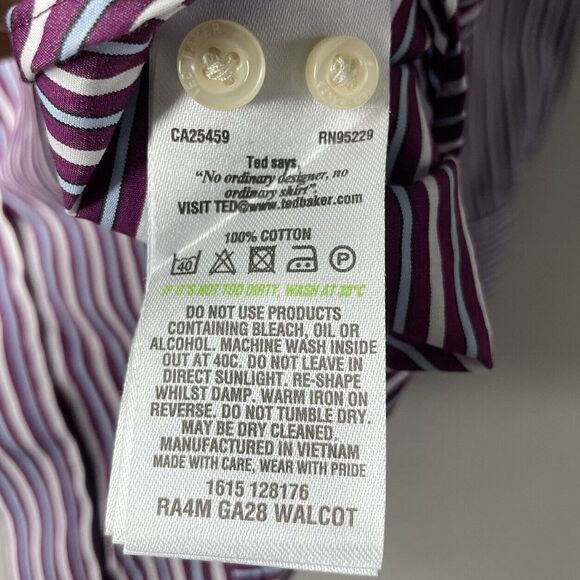 TED BAKER
BAKER
CA25459 RN95229
Ted says,
"No ordinary designer, no
ordinary shirt".
VISIT TED@www.tedbaker.com
100% COTTON
40 P
IF IT'S NOT TOO DIRTY, WASH AT 30°C
DO NOT USE PRODUCTS
CONTAINING BLEACH, OIL OR
ALCOHOL. MACHINE WASH INSIDE
OUT AT 40C. DO NOT LEAVE IN
DIRECT SUNLIGHT. RE-SHAPE
WHILST DAMP. WARM IRON ON
REVERSE. DO NOT TUMBLE DRY.
MAY BE DRY CLEANED.
MANUFACTURED IN VIETNAM
MADE WITH CARE, WEAR WITH PRIDE
1615 128176
RA4M GA28 WALCOT